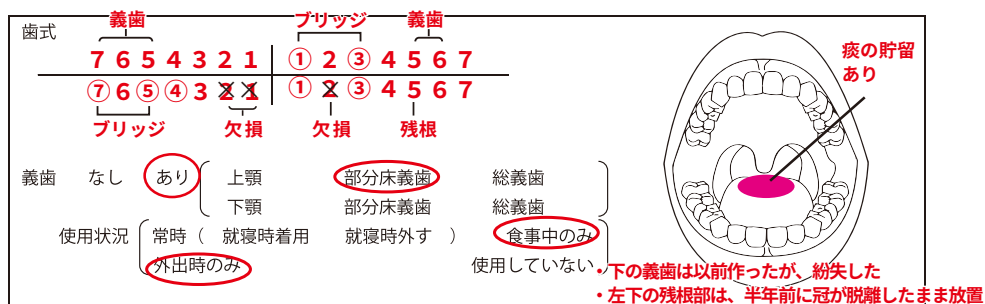 歯式
義歯 ブリッジ 義歯
7 6 5 4 3 2 1 ① 2 ③ 4 5 6 7
⑦ 6 ⑤ ④ 3 2 1 ① 2 ③ 4 5 6 7
ブリッジ 欠損 欠損 残根
痰の貯留
あり
義歯 なし あり 上顎 部分床義歯 総義歯
下顎 部分床義歯 総義歯
使用状況 常時（ 就寝時着用 就寝時外す ） 食事中のみ
外出時のみ 使用していない
・下の義歯は以前作ったが、紛失した
・左下の残根部は、半年前に冠が脱離したまま放置